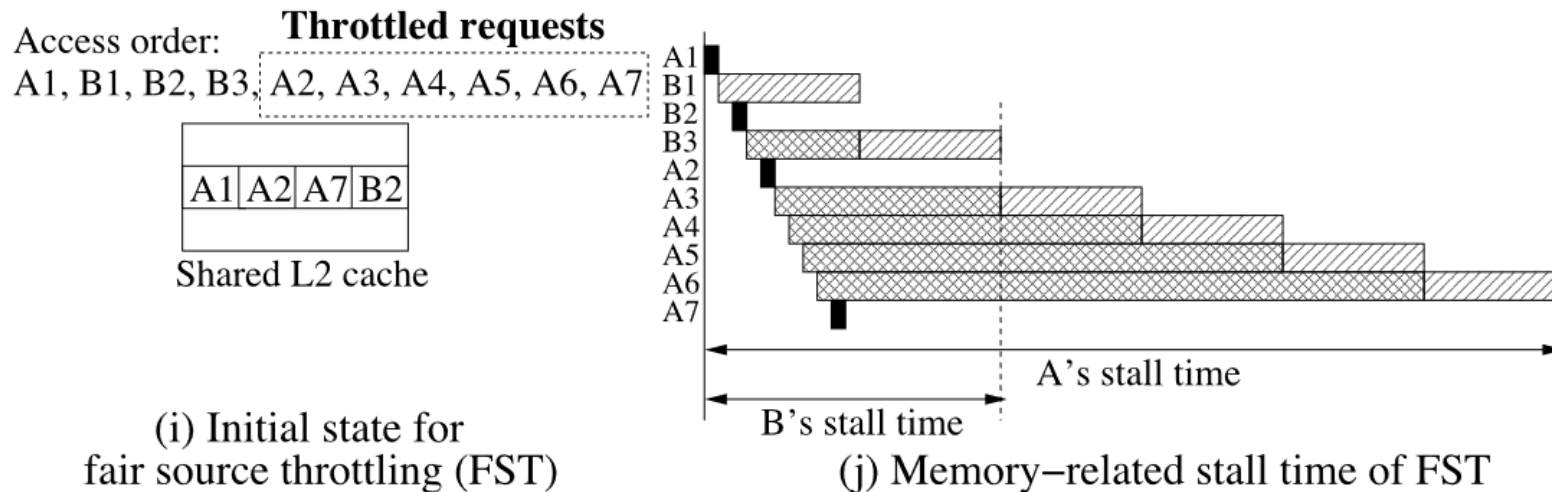 Throttled requests
Access order:
A1, B1, B2, B3, A2, A3, A4, A5, A6, A7
A1 A2 A7 B2
Shared L2 cache
(i) Initial state for
fair source throttling (FST)
A1
B1
B2
B3
A2
A3
A4
A5
A6
A7
A's stall time
B's stall time
(j) Memory−related stall time of FST